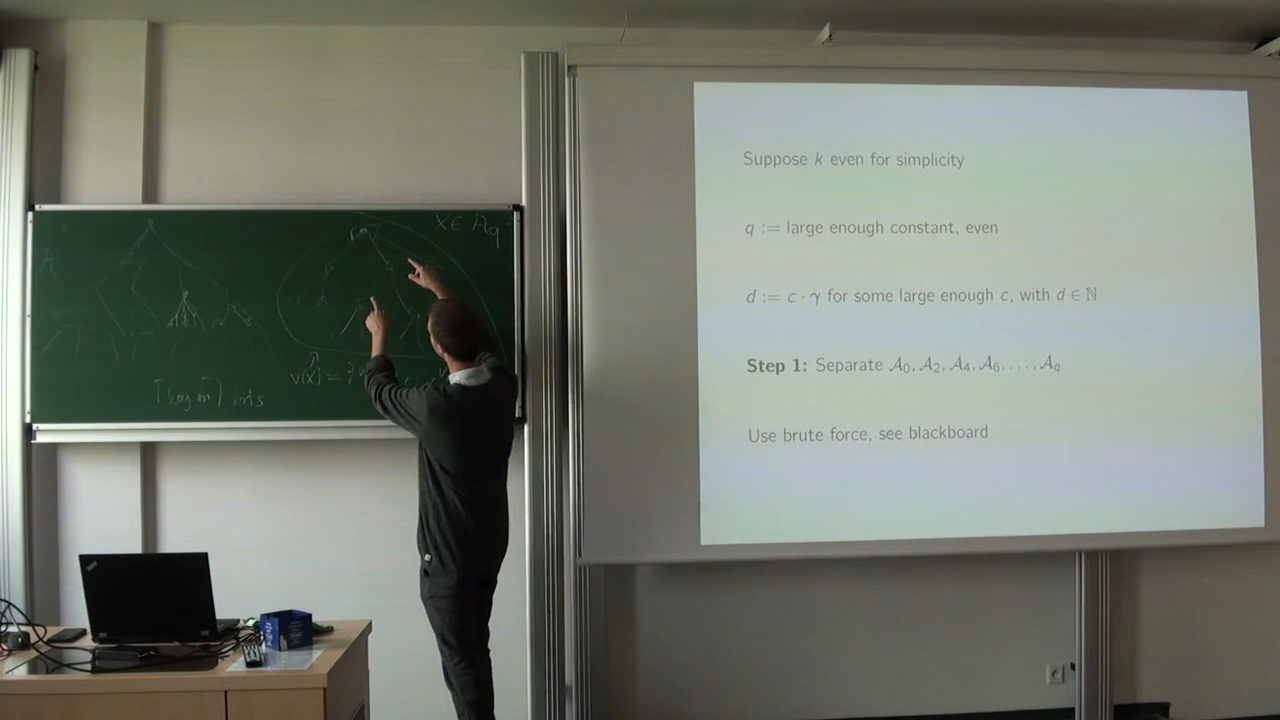 X ∈ A_q
A
v(x̂) = ?
⌈log m⌉ bits
Suppose k even for simplicity
q := large enough constant, even
d := c · γ for some large enough c, with d ∈ ℕ
Step 1: Separate 𝒜₀, 𝒜₂, 𝒜₄, 𝒜₆, . . . , 𝒜_q
Use brute force, see blackboard